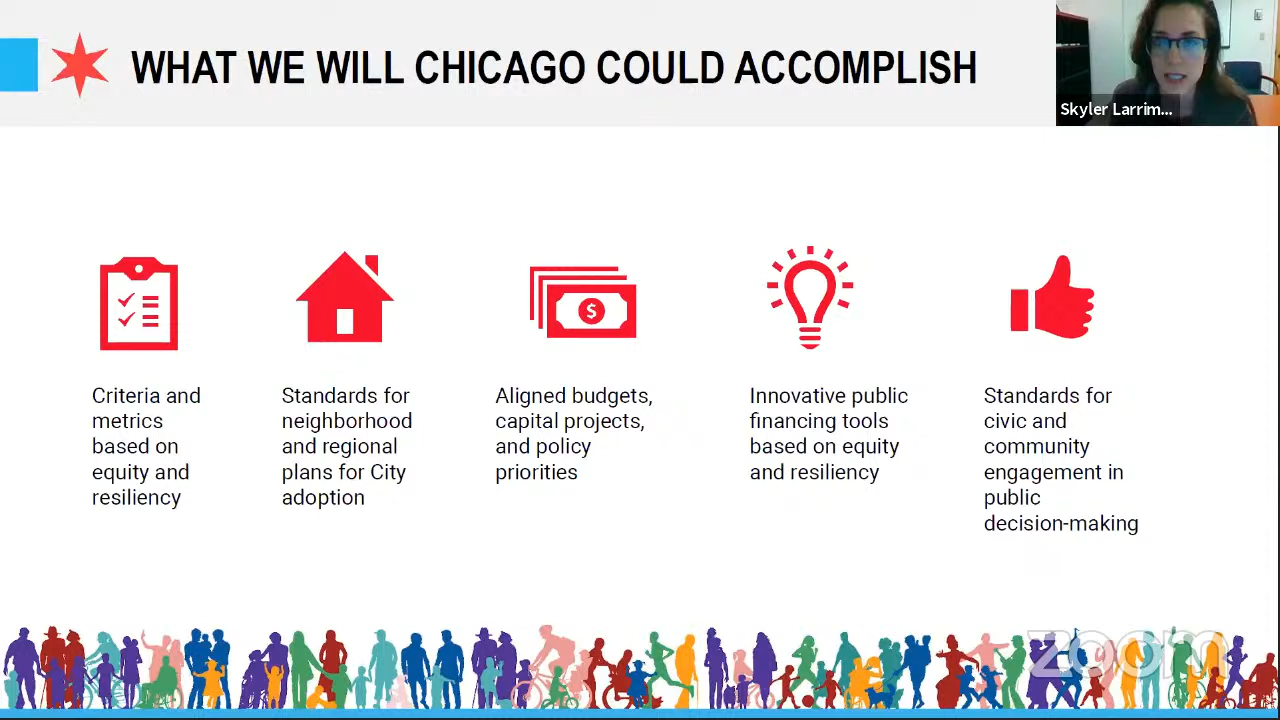 WHAT WE WILL CHICAGO COULD ACCOMPLISH
Skyler Larrim...
$
Criteria and
metrics
based on
equity and
resiliency
Standards for
neighborhood
and regional
plans for City
adoption
Aligned budgets,
capital projects,
and policy
priorities
Innovative public
financing tools
based on equity
and resiliency
Standards for
civic and
community
engagement in
public
decision-making
zoom